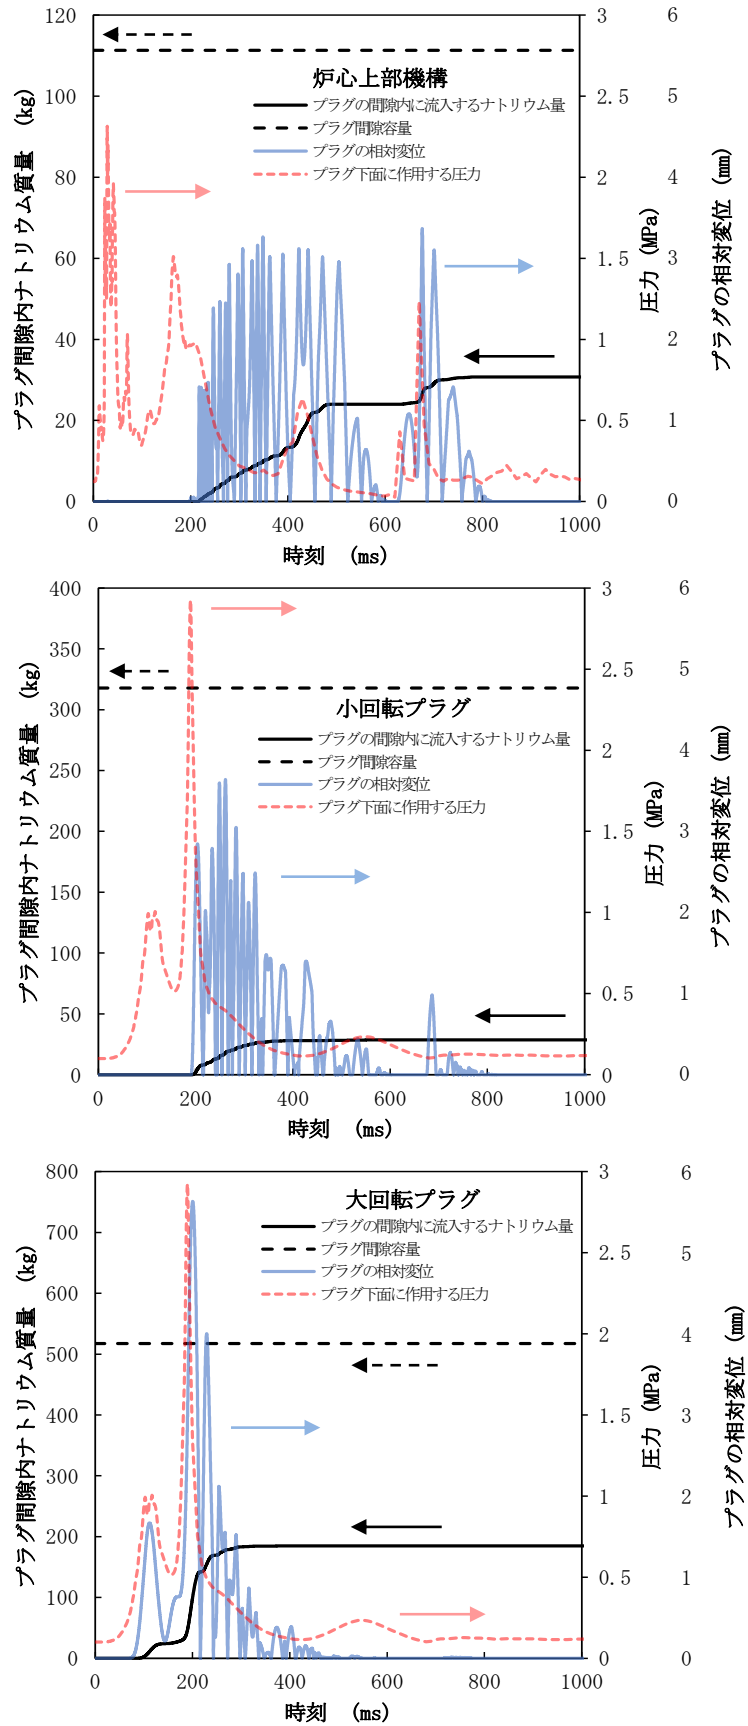 炉心上部機構
プラグの間隙内に流入するナトリウム量
プラグ間隙容量
プラグの相対変位
プラグ下面に作用する圧力
プラグ間隙内ナトリウム質量 (kg)
120
100
80
60
40
20
0
3
2.5
2
1.5
1
0.5
0
圧力 (MPa)
6
5
4
3
2
1
0
プラグの相対変位 (mm)
0 200 400 600 800 1000
時刻 (ms)
小回転プラグ
プラグの間隙内に流入するナトリウム量
プラグ間隙容量
プラグの相対変位
プラグ下面に作用する圧力
プラグ間隙内ナトリウム質量 (kg)
400
350
300
250
200
150
100
50
0
3
2.5
2
1.5
1
0.5
0
圧力 (MPa)
6
5
4
3
2
1
0
プラグの相対変位 (mm)
0 200 400 600 800 1000
時刻 (ms)
大回転プラグ
プラグの間隙内に流入するナトリウム量
プラグ間隙容量
プラグの相対変位
プラグ下面に作用する圧力
プラグ間隙内ナトリウム質量 (kg)
800
700
600
500
400
300
200
100
0
3
2.5
2
1.5
1
0.5
0
圧力 (MPa)
6
5
4
3
2
1
0
プラグの相対変位 (mm)
0 200 400 600 800 1000
時刻 (ms)